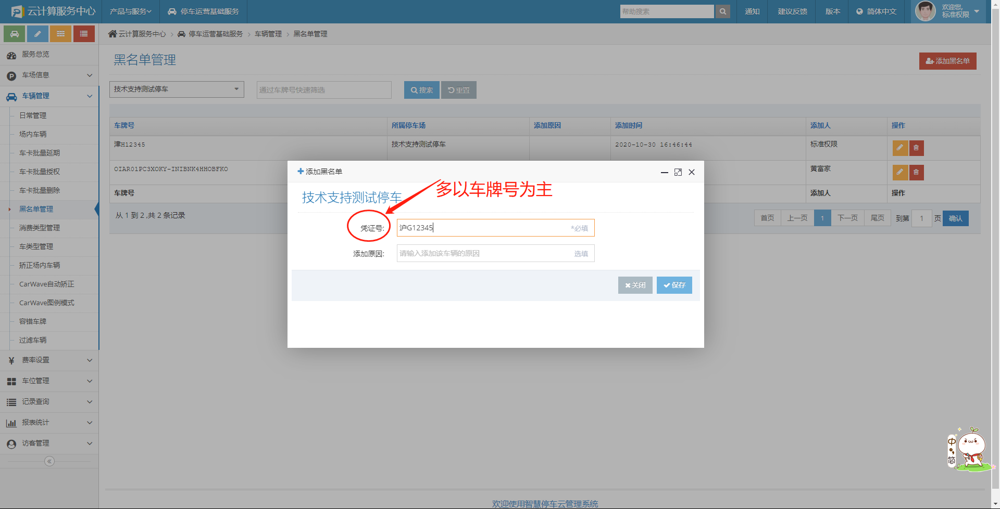 云计算服务中心
产品与服务
停车运营基础服务
帮助搜索
通知
建议反馈
版本
简体中文
欢迎您,
标准权限
云计算服务中心 > 停车运营基础服务 > 车辆管理 > 黑名单管理
服务总览
车场信息
车辆管理
日常管理
场内车辆
车卡批量延期
车卡批量授权
车卡批量删除
黑名单管理
消费类型管理
车类型管理
矫正场内车辆
CarWave自动矫正
CarWave图例模式
容错车牌
过滤车辆
费率设置
车位管理
记录查询
报表统计
访客管理
黑名单管理
添加黑名单
技术支持测试停车
通过车牌号快速筛选
搜索
重置
车牌号 所属停车场 添加原因 添加时间 添加人 操作
津H12345 技术支持测试停车 2020-10-30 16:46:44 标准权限
OIAR01PC3XOKY-INIBNK4HHOBFKO 黄富家
车牌号 添加人 操作
从 1 到 2 ,共 2 条记录
首页 上一页 1 下一页 尾页 到第 1 页 确认
添加黑名单
多以车牌号为主
技术支持测试停车
凭证号: 沪G12345 *必填
添加原因: 请输入添加该车辆的原因 选填
关闭 保存
中
简
欢迎使用智慧停车云管理系统